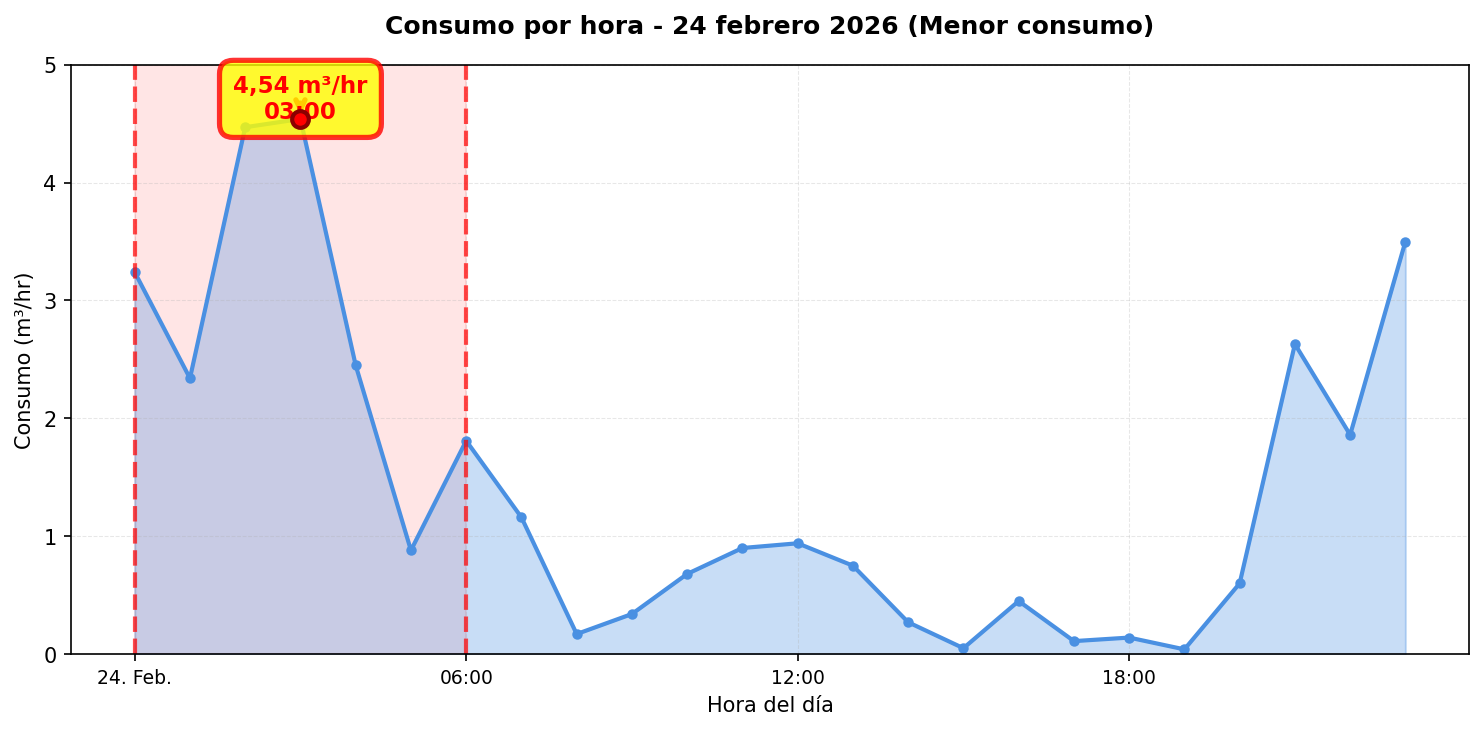 Consumo por hora - 24 febrero 2026 (Menor consumo)
5
4,54 m³/hr
03:00
4
3
2
1
0
Consumo (m³/hr)
24. Feb.
06:00
12:00
18:00
Hora del día